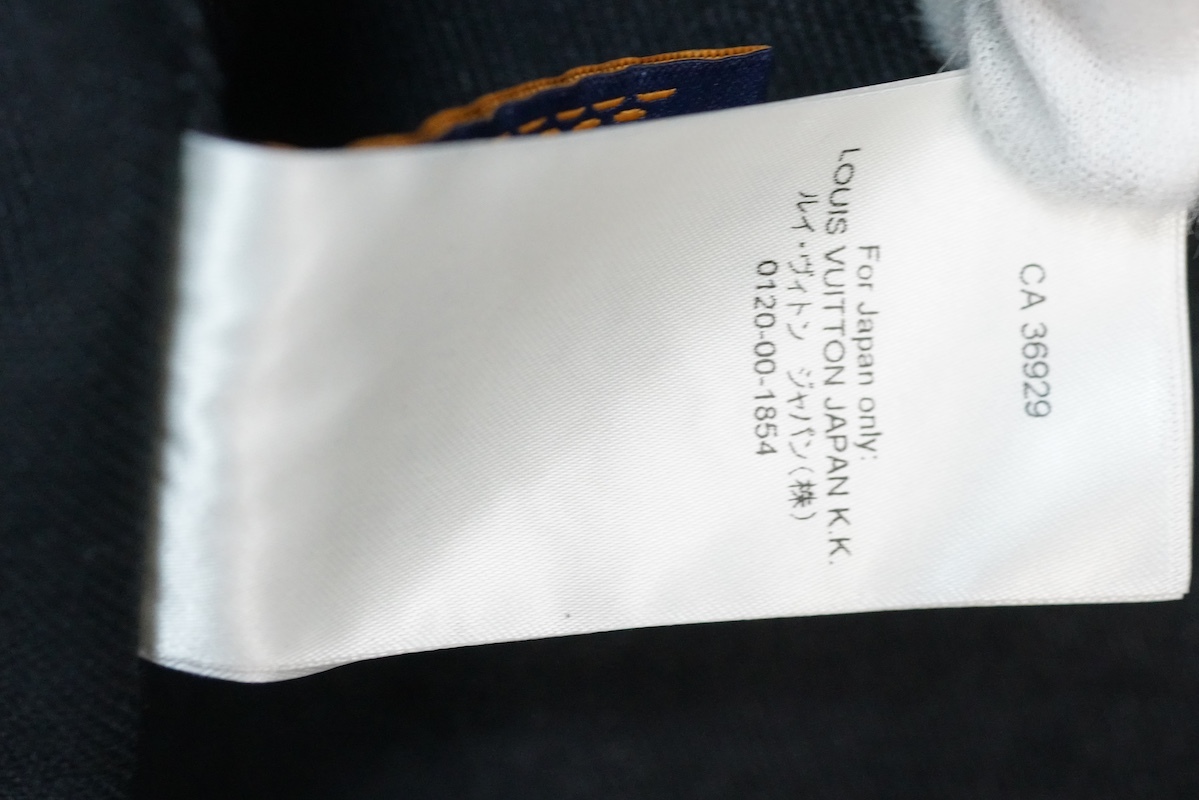 CA 36929
For Japan only:
LOUIS VUITTON JAPAN K.K.
ルイ・ヴィトン ジャパン(株)
0120-00-1854